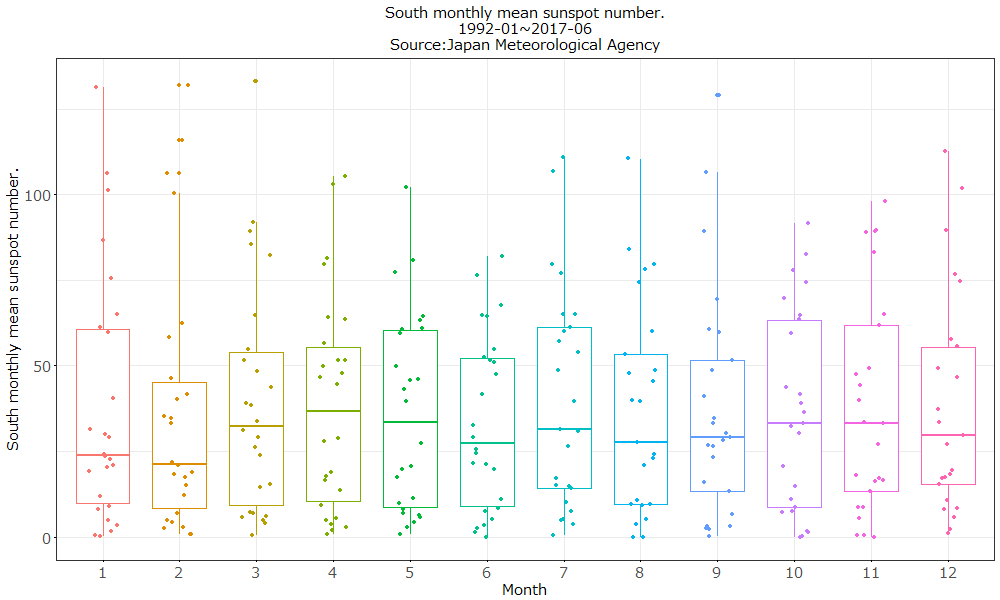 South monthly mean sunspot number.
1992-01~2017-06
Source:Japan Meteorological Agency
South monthly mean sunspot number.
100
50
0
1 2 3 4 5 6 7 8 9 10 11 12
Month